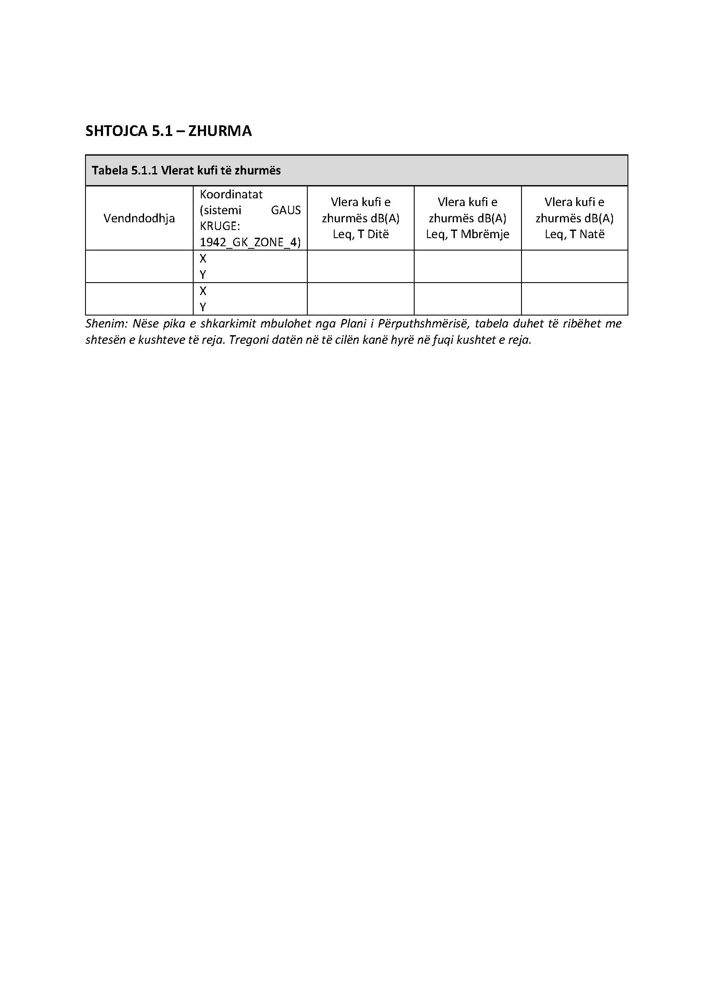 SHTOJCA 5.1 – ZHURMA
Tabela 5.1.1 Vlerat kufi të zhurmës
Vendndodhja
Koordinatat
(sistemi GAUS
KRUGE:
1942_GK_ZONE_4)
Vlera kufi e
zhurmës dB(A)
Leq, T Ditë
Vlera kufi e
zhurmës dB(A)
Leq, T Mbrëmje
Vlera kufi e
zhurmës dB(A)
Leq, T Natë
X
Y
X
Y
Shenim: Nëse pika e shkarkimit mbulohet nga Plani i Përputhshmërisë, tabela duhet të ribëhet me
shtesën e kushteve të reja. Tregoni datën në të cilën kanë hyrë në fuqi kushtet e reja.